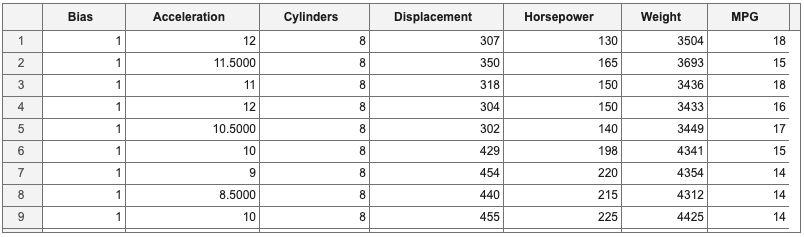 Bias Acceleration Cylinders Displacement Horsepower Weight MPG
1 1 12 8 307 130 3504 18
2 1 11.5000 8 350 165 3693 15
3 1 11 8 318 150 3436 18
4 1 12 8 304 150 3433 16
5 1 10.5000 8 302 140 3449 17
6 1 10 8 429 198 4341 15
7 1 9 8 454 220 4354 14
8 1 8.5000 8 440 215 4312 14
9 1 10 8 455 225 4425 14